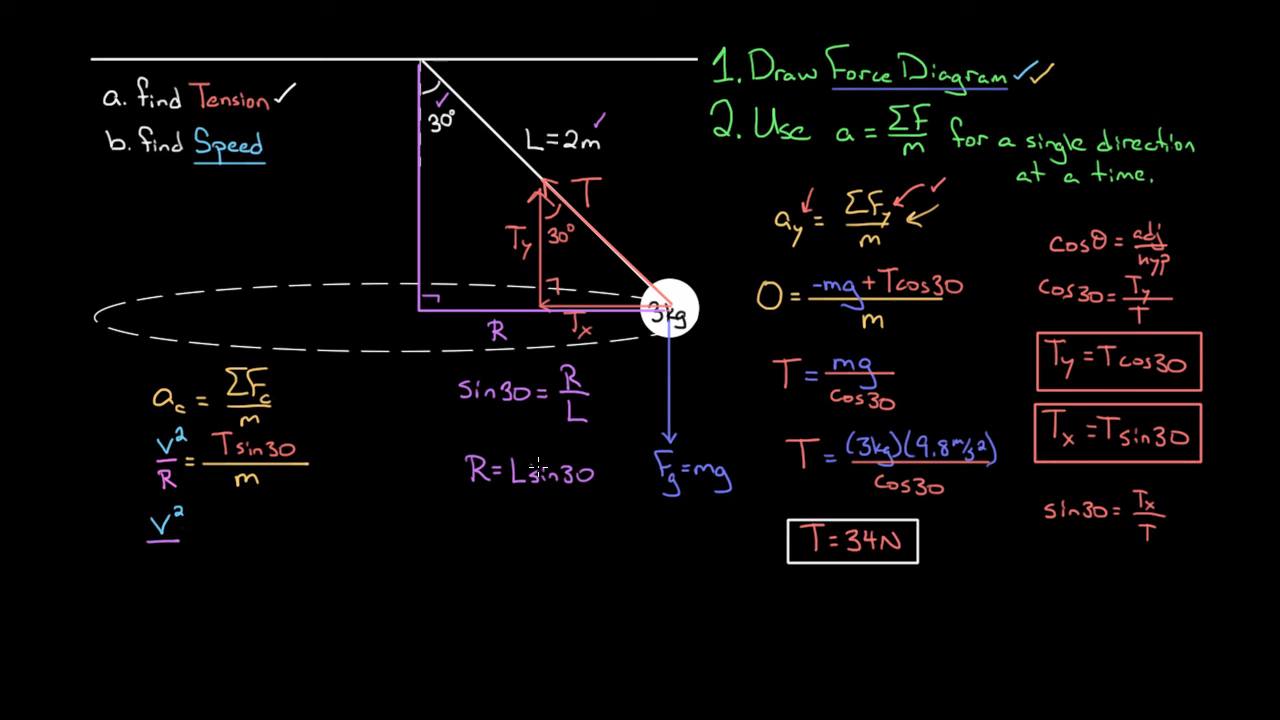 a. find Tension ✓
b. find Speed
30°
L=2m
T
Ty
30°
Tx
R
3kg
Fg=mg
1. Draw Force Diagram
2. Use a = ΣF/m for a single direction
at a time.
ay = ΣFy/m
0 = (-mg+Tcos30)/m
T = mg/cos30
T = (3kg)(9.8m/s²)/cos30
T=34N
cosθ = adj/hyp
cos30 = Ty/T
Ty = Tcos30
Tx = Tsin30
sin30 = Tx/T
ac = ΣFc/m
v²/R = Tsin30/m
v²
sin30 = R/L
R= Lsin30